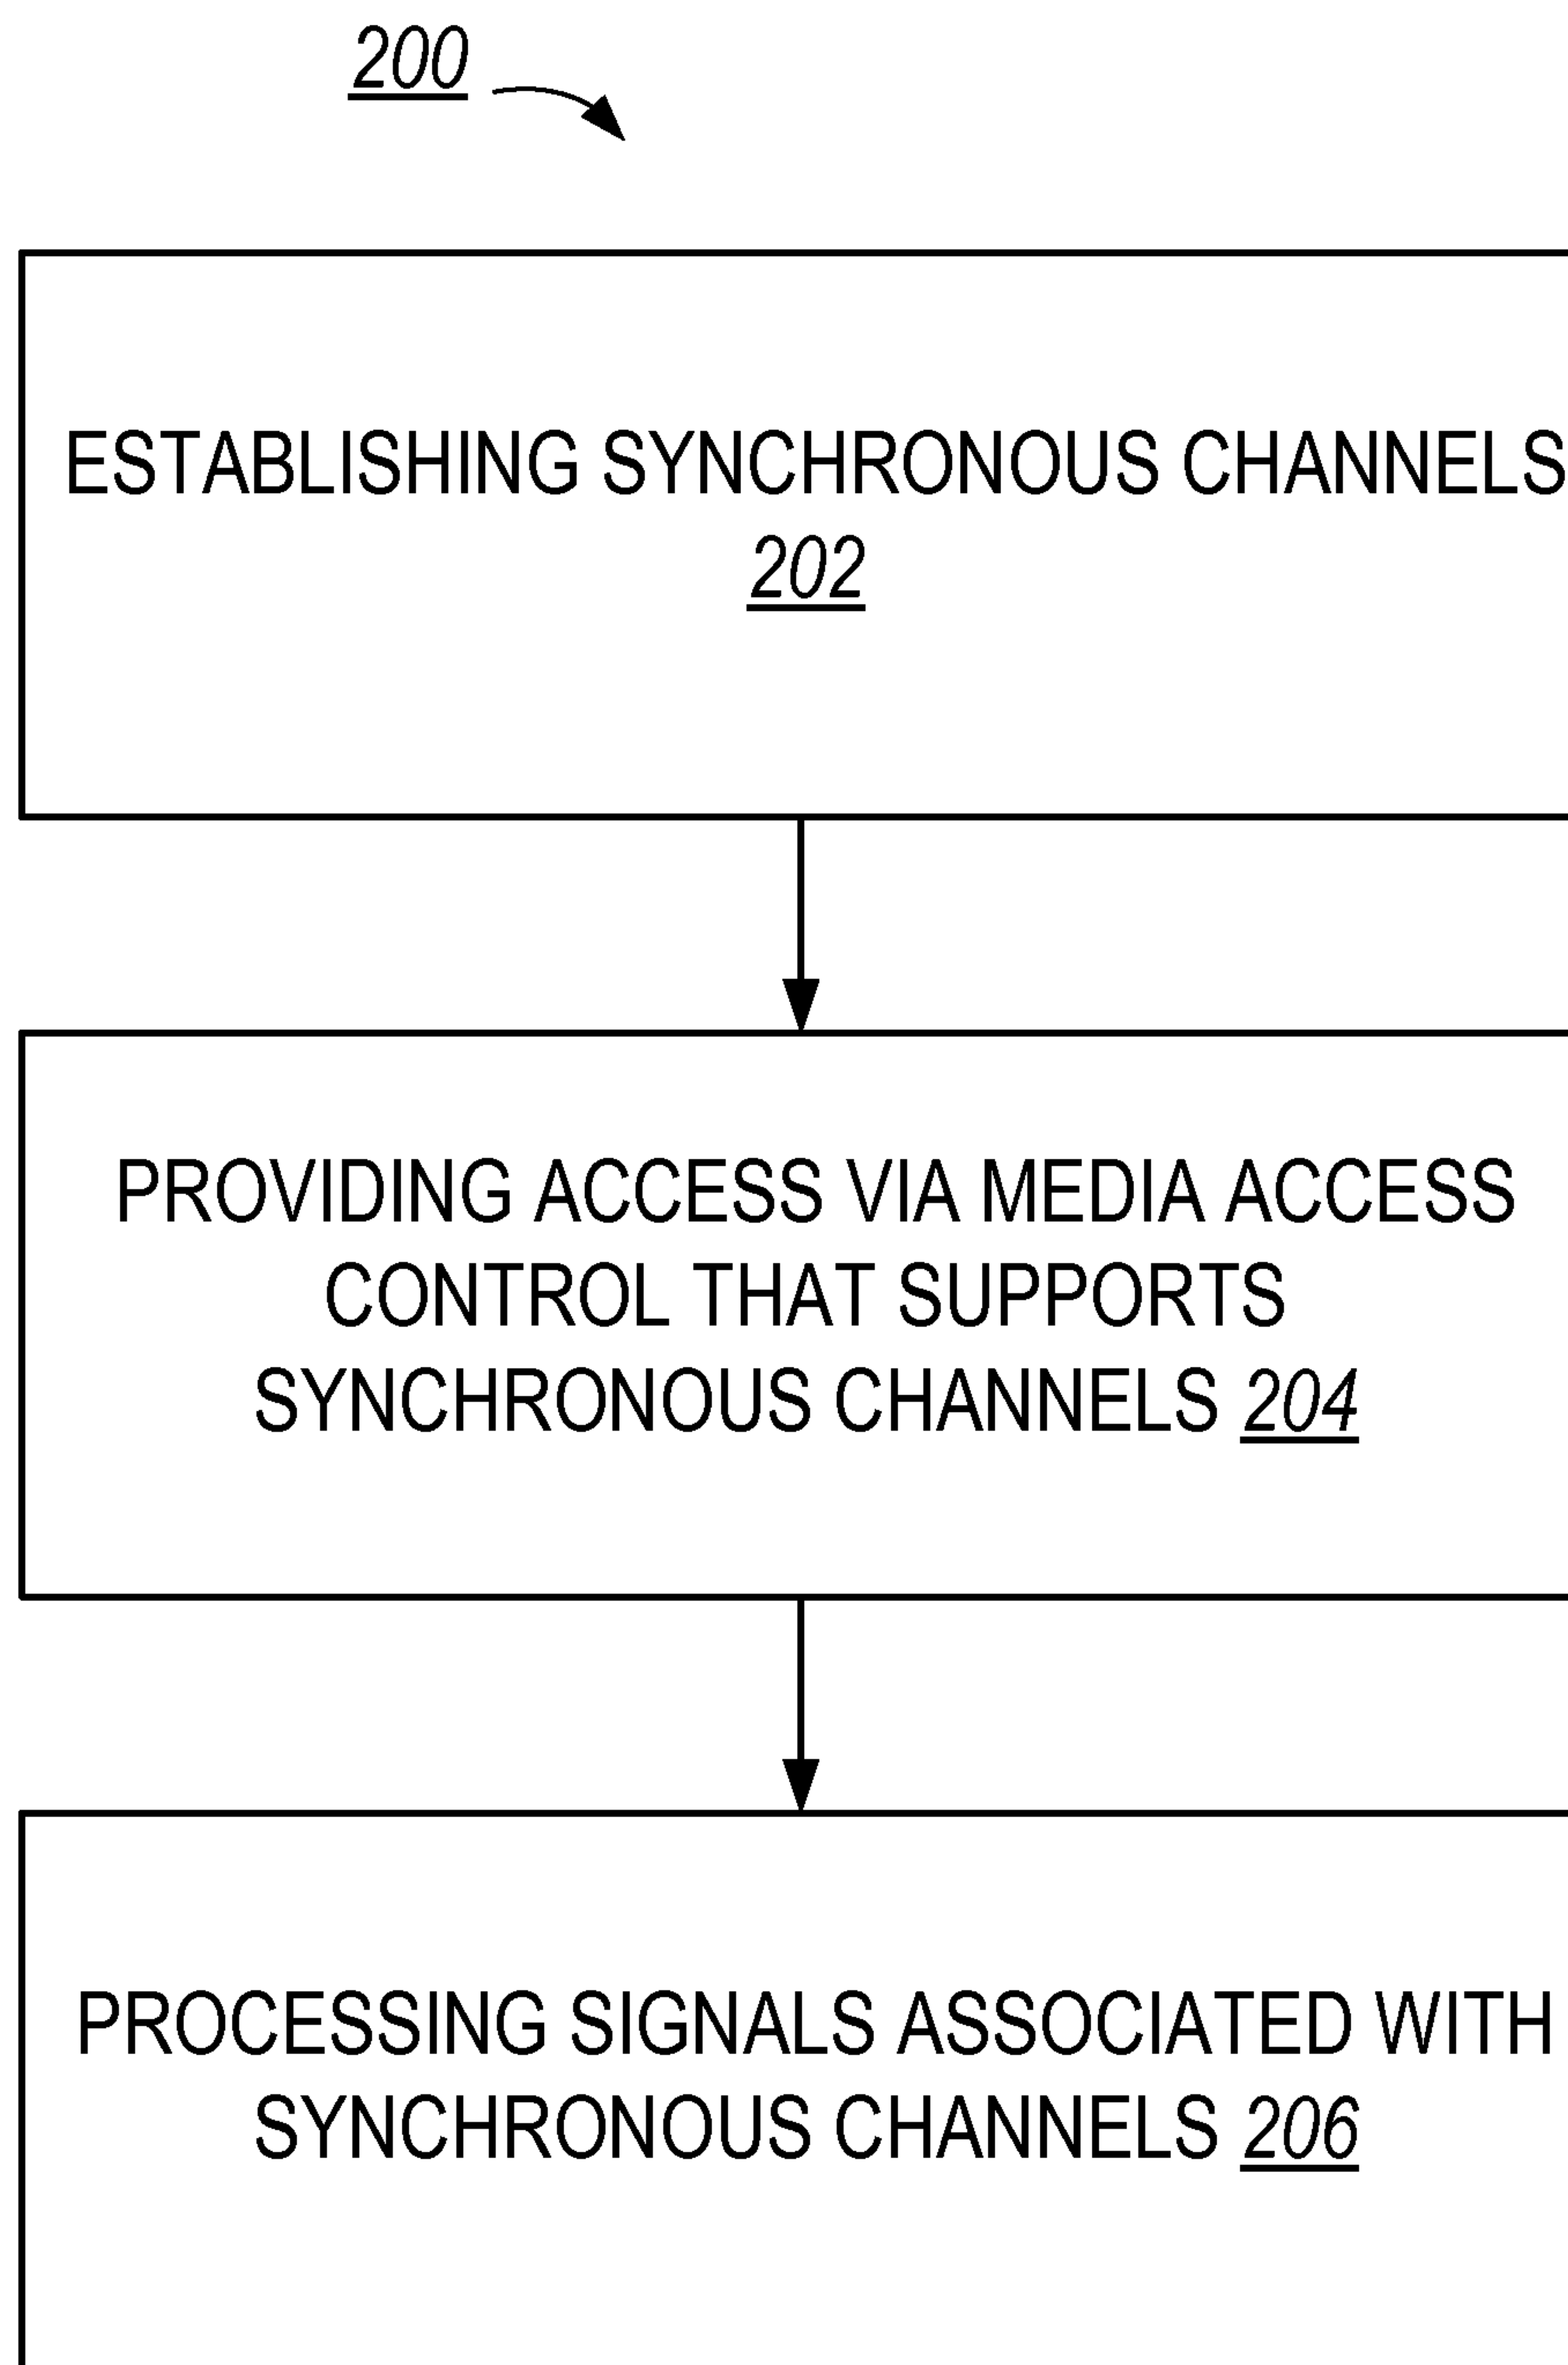 200
ESTABLISHING SYNCHRONOUS CHANNELS
202
PROVIDING ACCESS VIA MEDIA ACCESS
CONTROL THAT SUPPORTS
SYNCHRONOUS CHANNELS 204
PROCESSING SIGNALS ASSOCIATED WITH
SYNCHRONOUS CHANNELS 206